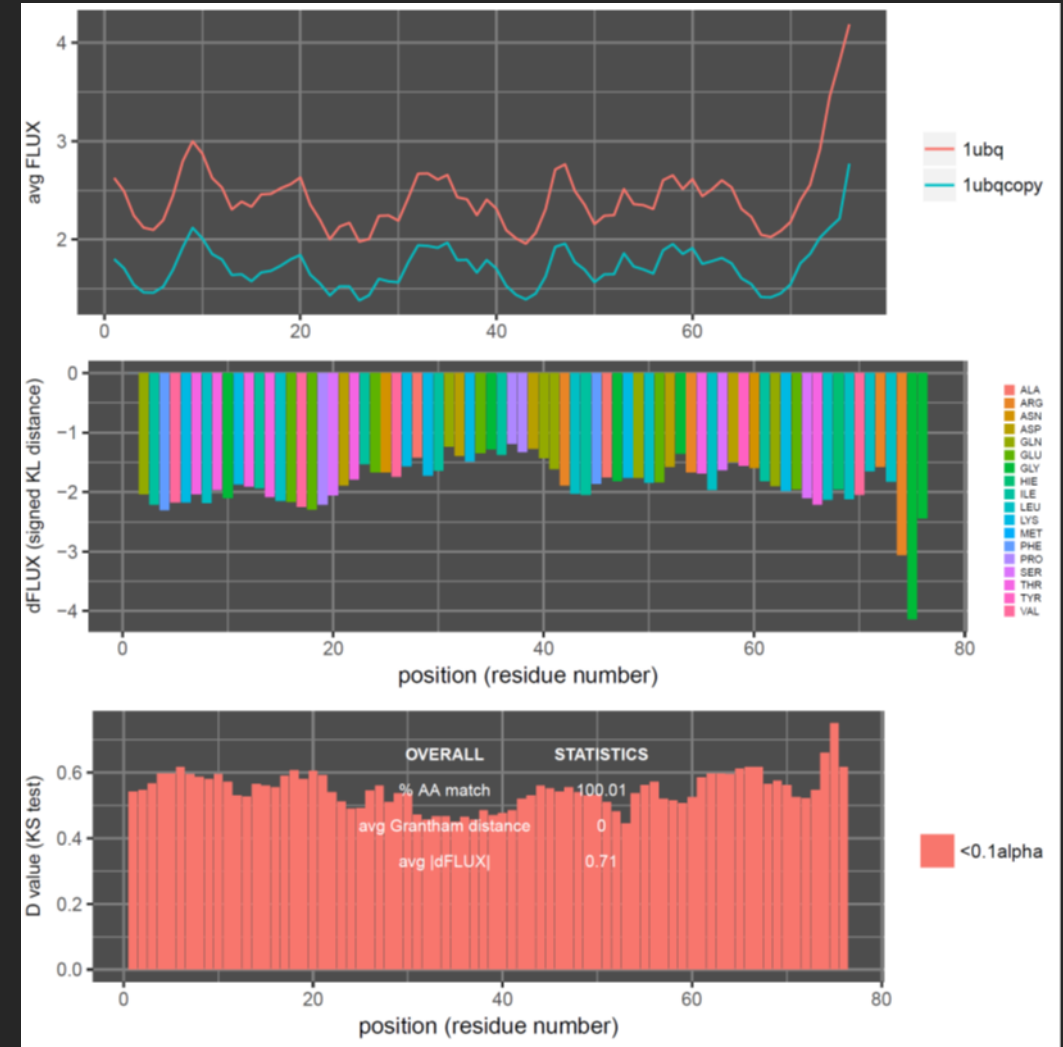 avg FLUX
4
3
2
0 20 40 60
1ubq
1ubqcopy
dFLUX (signed KL distance)
0
−1
−2
−3
−4
0 20 40 60 80
position (residue number)
ALA
ARG
ASN
ASP
GLN
GLU
GLY
HIE
ILE
LEU
LYS
MET
PHE
PRO
SER
THR
TYR
VAL
D value (KS test)
0.6
0.4
0.2
0.0
OVERALL STATISTICS
% AA match 100.01
avg Grantham distance 0
avg |dFLUX| 0.71
0 20 40 60 80
position (residue number)
<0.1alpha